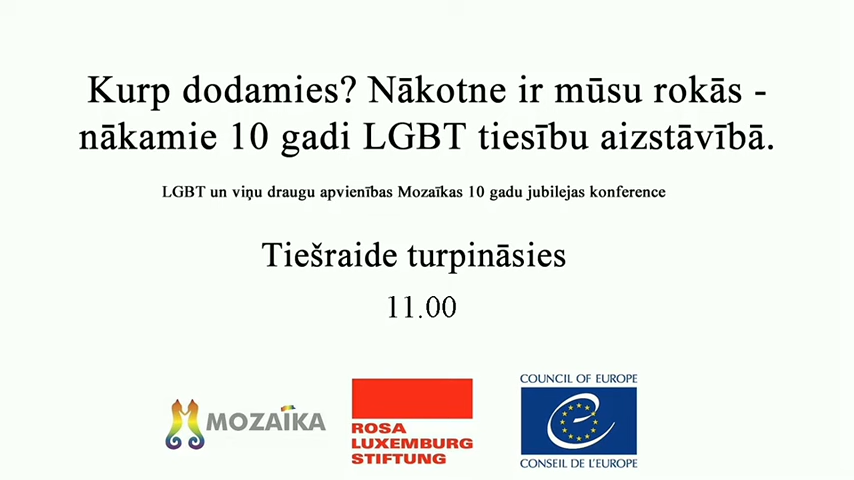 Kurp dodamies? Nākotne ir mūsu rokās -
nākamie 10 gadi LGBT tiesību aizstāvībā.
LGBT un viņu draugu apvienības Mozaīkas 10 gadu jubilejas konference
Tiešraide turpināsies
11.00
MOZAĪKA
ROSA
LUXEMBURG
STIFTUNG
COUNCIL OF EUROPE
CONSEIL DE L'EUROPE